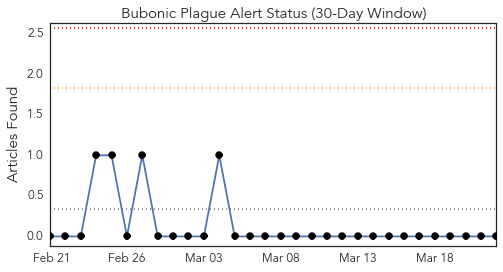 Bubonic Plague Alert Status (30-Day Window)
Articles Found
2.5
2.0
1.5
1.0
0.5
0.0
Feb 21 Feb 26 Mar 03 Mar 08 Mar 13 Mar 18